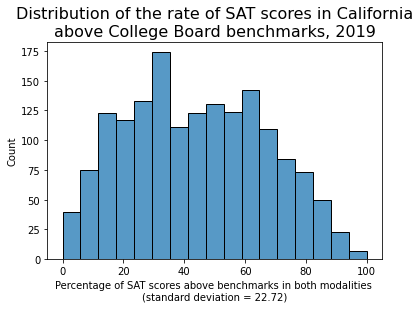 Distribution of the rate of SAT scores in California
above College Board benchmarks, 2019
175
150
125
100
75
50
25
0
Count
0 20 40 60 80 100
Percentage of SAT scores above benchmarks in both modalities
(standard deviation = 22.72)